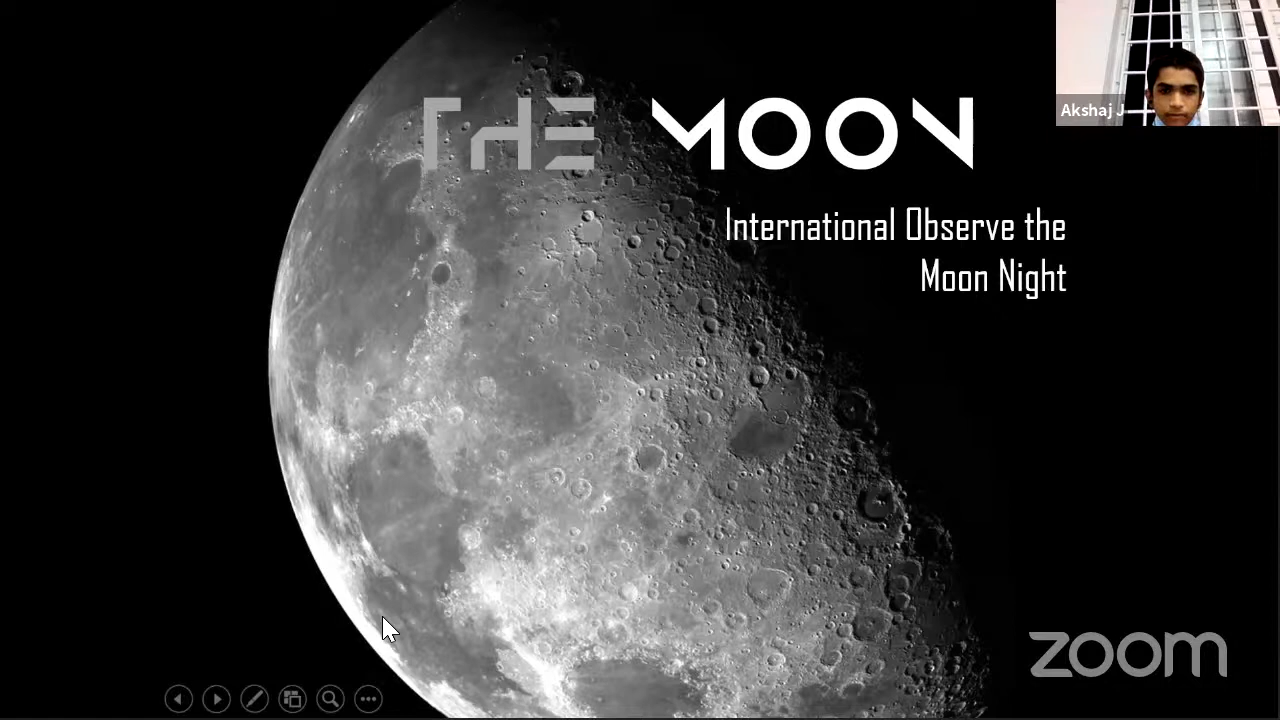 THE MOON
Akshaj J
International Observe the
Moon Night
zoom